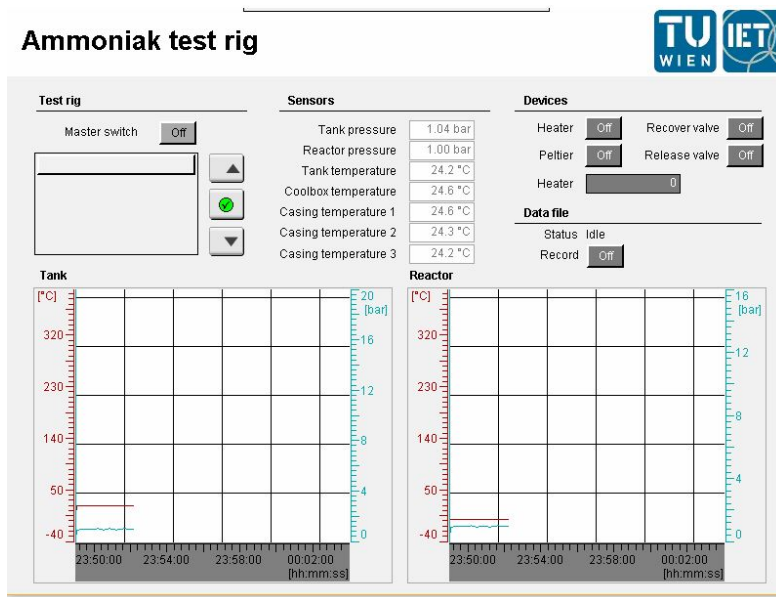 Ammoniak test rig
TU
WIEN
IET
Test rig
Master switch Off
Sensors
Tank pressure 1.04 bar
Reactor pressure 1.00 bar
Tank temperature 24.2 °C
Coolbox temperature 24.6 °C
Casing temperature 1 24.6 °C
Casing temperature 2 24.3 °C
Casing temperature 3 24.2 °C
Devices
Heater Off Recover valve Off
Peltier Off Release valve Off
Heater 0
Data file
Status Idle
Record Off
Tank
[°C] 20
[bar]
320 16
230 12
140 8
50 4
-40 0
23:50:00 23:54:00 23:58:00 00:02:00
[hh:mm:ss]
Reactor
[°C] 16
[bar]
320 12
230
8
140
50 4
-40 0
23:50:00 23:54:00 23:58:00 00:02:00
[hh:mm:ss]